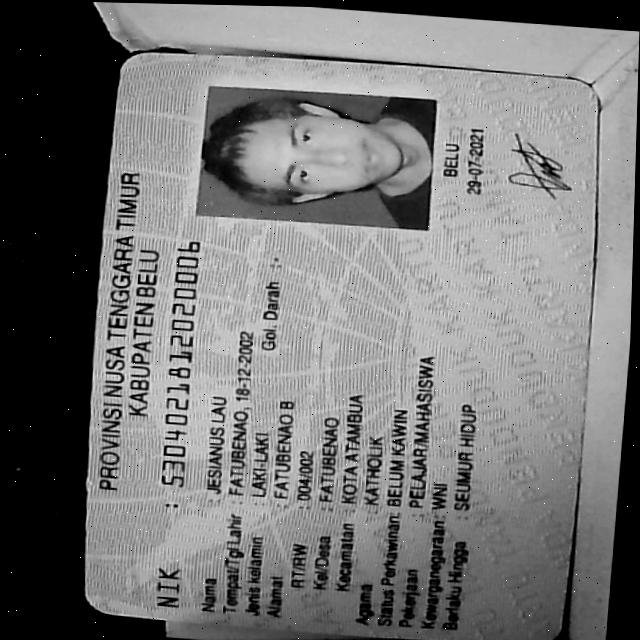 PROVINSI NUSA TENGGARA TIMUR
KABUPATEN BELU
NIK : 5304021812020006
Nama : JESIANUS LAU
Tempat/Tgl Lahir : FATUBENAO, 18-12-2002
Jenis kelamin : LAKI-LAKI Gol. Darah : -
Alamat : FATUBENAO B
RT/RW : 004/002
Kel/Desa : FATUBENAO
Kecamatan : KOTA ATAMBUA
Agama : KATHOLIK
Status Perkawinan: BELUM KAWIN
Pekerjaan : PELAJAR/MAHASISWA
Kewarganegaraan: WNI
Berlaku Hingga : SEUMUR HIDUP
BELU
29-07-2021